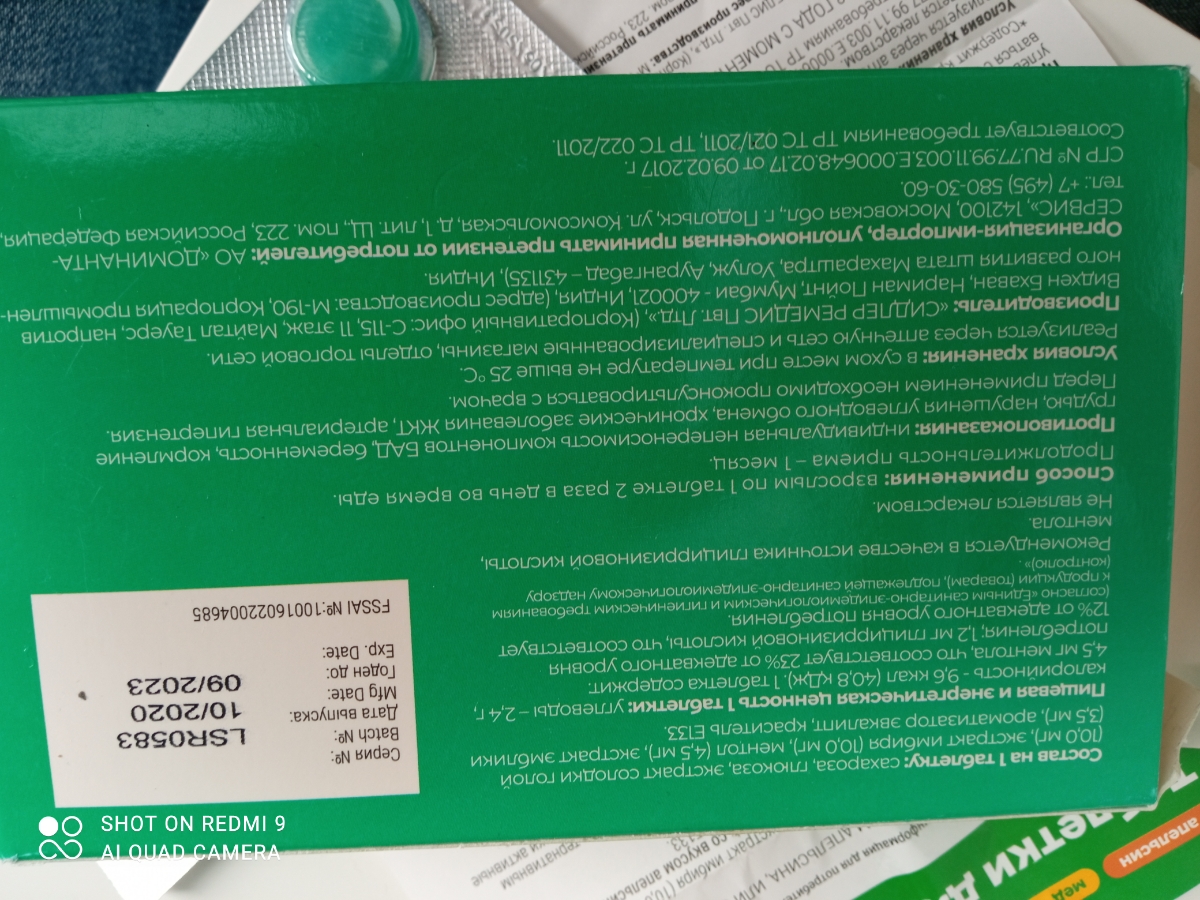 Состав на 1 таблетку: сахароза, глюкоза, экстракт солодки голой
(10,0 мг), экстракт имбиря (10,0 мг), ментол (4,5 мг), экстракт эмблики
(3,5 мг), ароматизатор эвкалипт, краситель Е133.
Пищевая и энергетическая ценность 1 таблетки: углеводы – 2,4 г,
калорийность - 9,6 ккал (40,8 кДж). 1 таблетка содержит:
4,5 мг ментола, что соответствует 23% от адекватного уровня
потребления; 1,2 мг глицирризиновой кислоты, что соответствует
12% от адекватного уровня потребления.
(согласно «Единым санитарно-эпидемиологическим и гигиеническим требованиям
к продукции (товарам), подлежащей санитарно-эпидемиологическому надзору
(контролю)».
Рекомендуется в качестве источника глицирризиновой кислоты,
ментола.
Не является лекарством.
Способ применения: взрослым по 1 таблетке 2 раза в день во время еды.
Продолжительность приема – 1 месяц.
Противопоказания: индивидуальная непереносимость компонентов БАД, беременность, кормление
грудью, нарушения углеводного обмена, хронические заболевания ЖКТ, артериальная гипертензия.
Перед применением необходимо проконсультироваться с врачом.
Условия хранения: в сухом месте при температуре не выше 25 °С.
Реализуется через аптечную сеть и специализированные магазины, отделы торговой сети.
Производитель: «СИДЛЕР РЕМЕДИС Пвт. Лтд.», (Корпоративный офис: С-115, 11 этаж, Майтал Тауерс, напротив
Видхен Бхаван, Нариман Пойнт, Мумбаи - 400021, Индия, (адрес производства: М-190, Корпорация промышлен-
ного развития штата Махараштра, Уолуж, Аурангабад – 431135), Индия.
Организация-импортер, уполномоченная принимать претензии от потребителей: АО «ДОМИНАНТА-
СЕРВИС», 142100, Московская обл., г. Подольск, ул. Комсомольская, д. 1, лит. Щ, пом. 223, Российская Федерация,
тел.: +7 (495) 580-30-60.
СГР № RU.77.99.11.003.E.000648.02.17 от 09.02.2017 г.
Соответствует требованиям ТР ТС 021/2011, ТР ТС 022/2011.
Серия №:
Batch №: LSR0583
Дата выпуска:
Mfg Date: 10/2020
Годен до: 09/2023
Exp. Date:
FSSAI №:10016022004685
апельсин
мед
SHOT ON REDMI 9
AI QUAD CAMERA